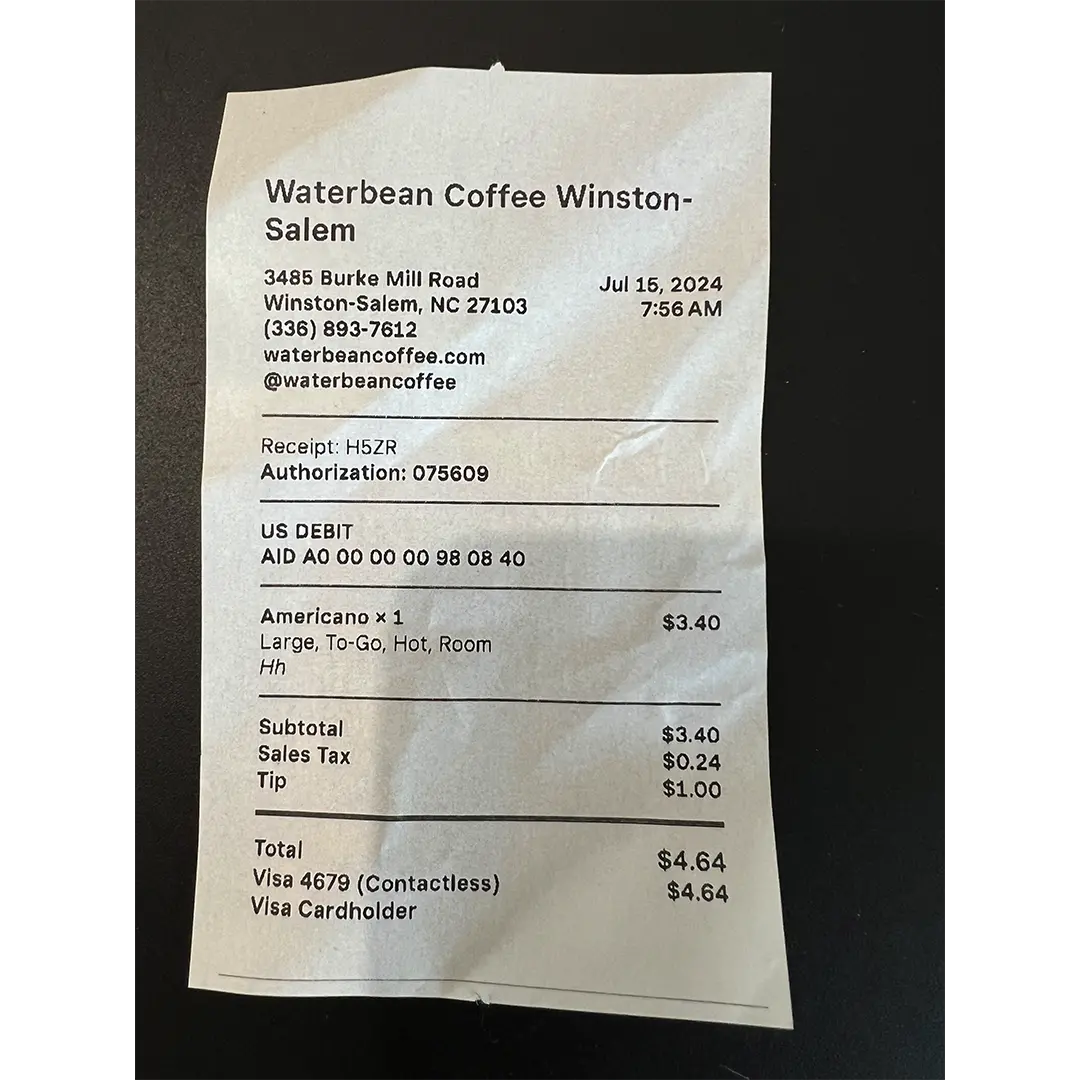 Waterbean Coffee Winston-
Salem
3485 Burke Mill Road
Winston-Salem, NC 27103
(336) 893-7612
waterbeancoffee.com
@waterbeancoffee
Jul 15, 2024
7:56 AM
Receipt: H5ZR
Authorization: 075609
US DEBIT
AID A0 00 00 00 98 08 40
Americano × 1 $3.40
Large, To-Go, Hot, Room
Hh
Subtotal $3.40
Sales Tax $0.24
Tip $1.00
Total $4.64
Visa 4679 (Contactless) $4.64
Visa Cardholder